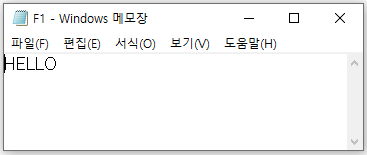 F1 - Windows 메모장
파일(F) 편집(E) 서식(O) 보기(V) 도움말(H)
HELLO